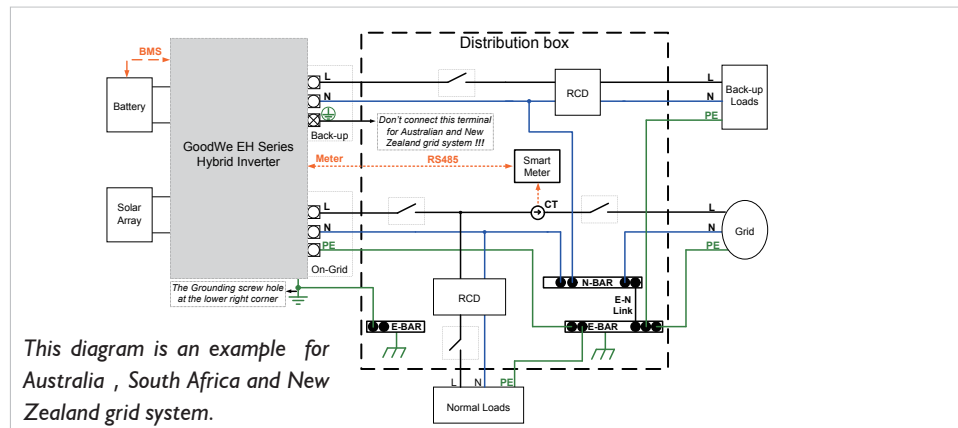 Distribution box
BMS
L
N
Back-up
Battery
GoodWe EH Series
Hybrid Inverter
Don't connect this terminal
for Australian and New
Zealand grid system !!!
RCD
L
N
PE
Back-up
Loads
Meter
RS485
Smart
Meter
Solar
Array
L
N
PE
On-Grid
CT
L
N
PE
Grid
The Grounding screw hole
at the lower right corner
RCD
N-BAR
E-N
Link
E-BAR
E-BAR
L N PE
Normal Loads
This diagram is an example for
Australia , South Africa and New
Zealand grid system.